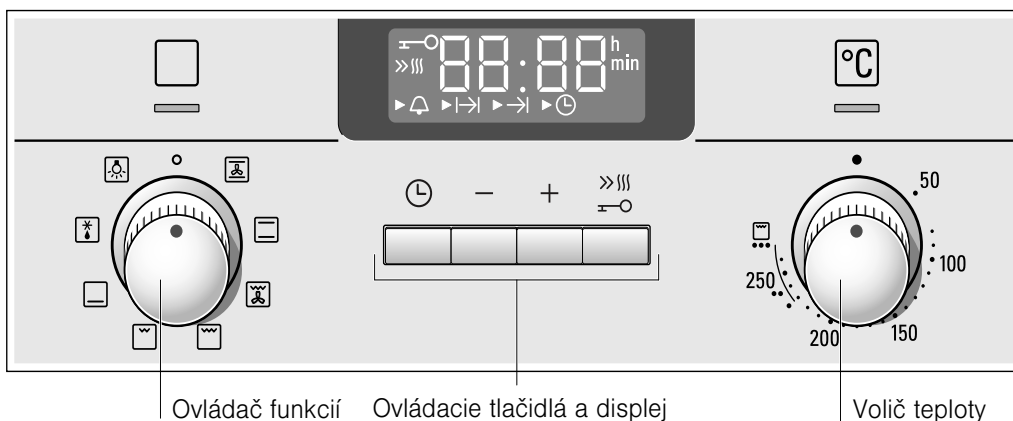 88:88 h
min
°C
− +
50
100
150
200
250
Ovládač funkcií Ovládacie tlačidlá a displej Volič teploty